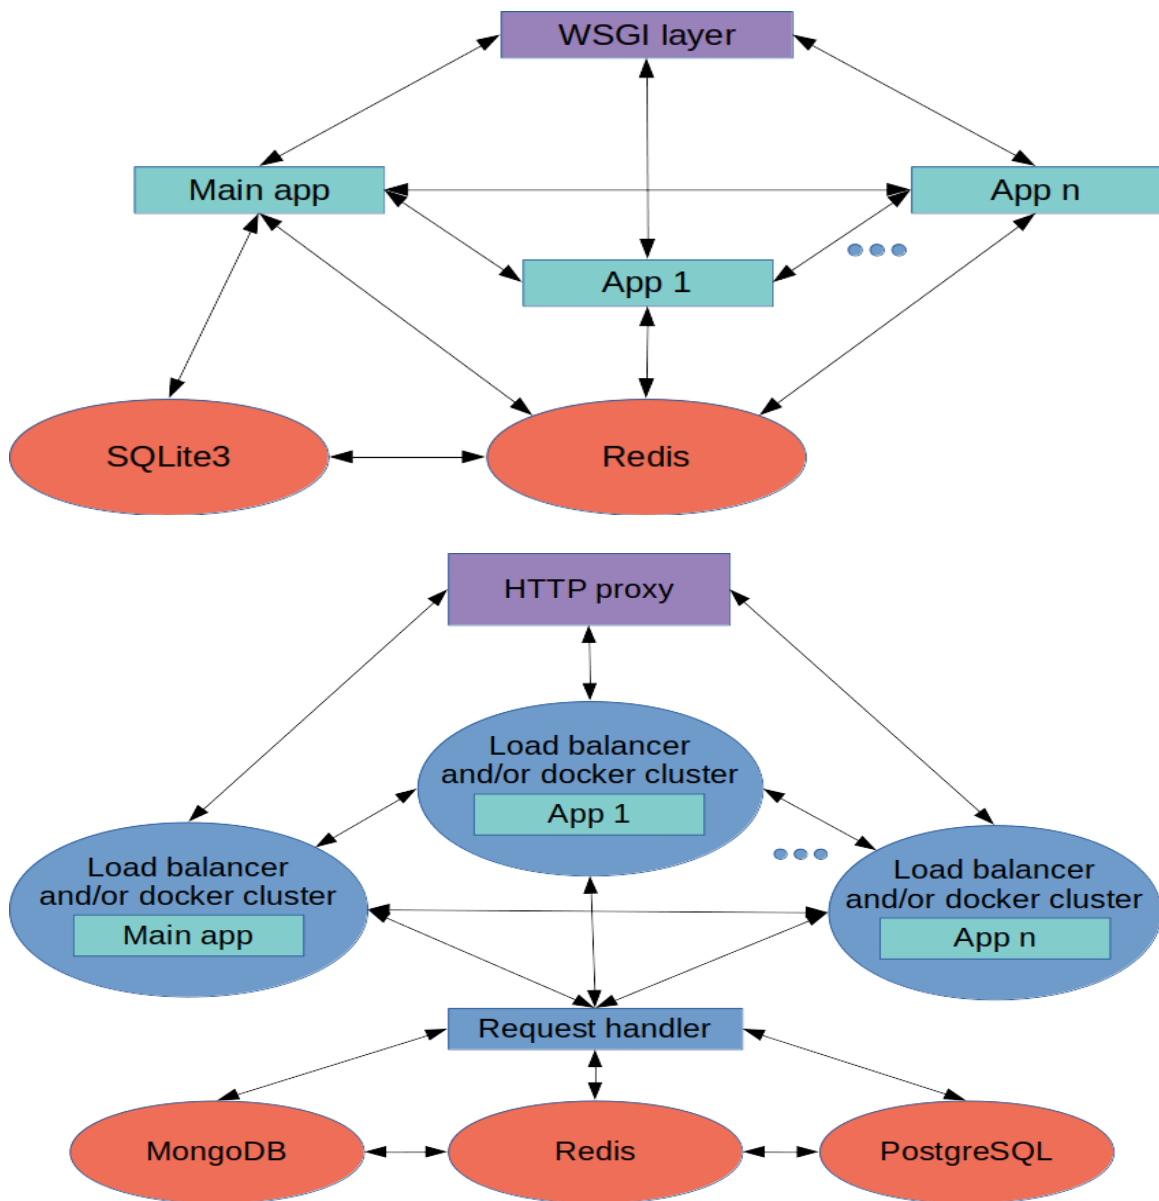 WSGI layer
Main app
App n
App 1
SQLite3
Redis
HTTP proxy
Load balancer
and/or docker cluster
App 1
Load balancer
and/or docker cluster
Main app
Load balancer
and/or docker cluster
App n
Request handler
MongoDB
Redis
PostgreSQL